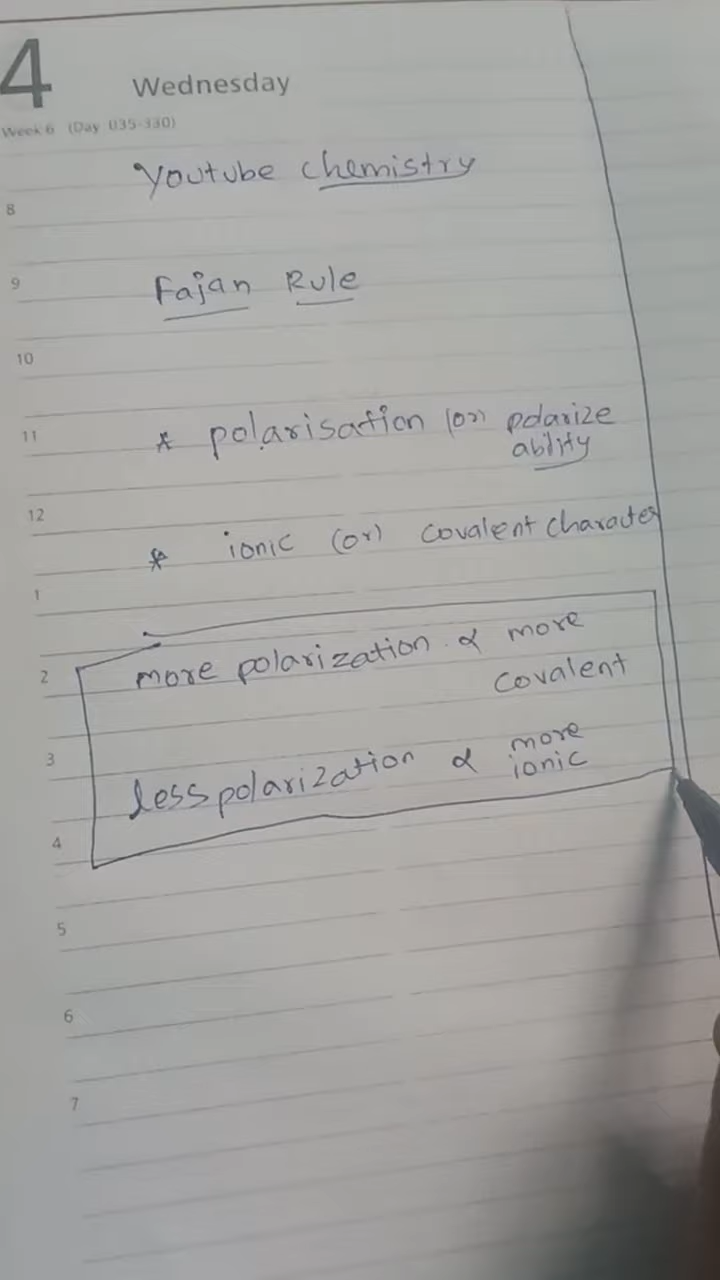 4
Wednesday
Week 6 (Day 035-330)
Youtube chemistry
8
9
Fajan Rule
10
11
* polarisation (or) polarize
ability
12
* ionic (or) covalent character
1
2
more polarization ∝ more
covalent
3
less polarization ∝ more
ionic
4
5
6
7